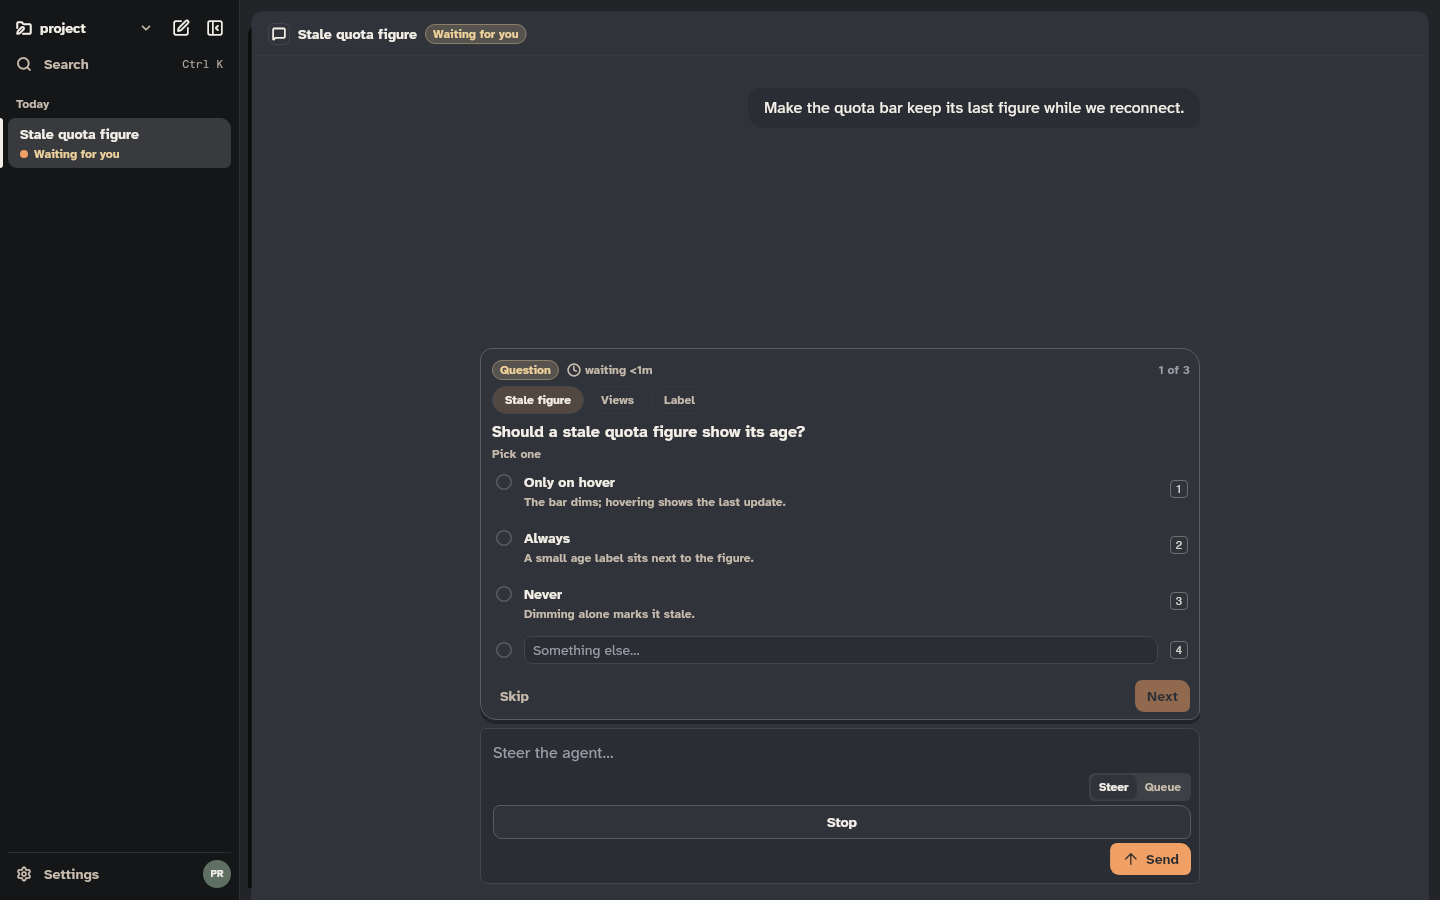 project
Search
Ctrl K
Today
Stale quota figure
Waiting for you
Settings
PR
Stale quota figure
Waiting for you
Make the quota bar keep its last figure while we reconnect.
Question
waiting <1m
1 of 3
Stale figure
Views
Label
Should a stale quota figure show its age?
Pick one
Only on hover
The bar dims; hovering shows the last update.
1
Always
A small age label sits next to the figure.
2
Never
Dimming alone marks it stale.
3
Something else...
4
Skip
Next
Steer the agent...
Steer
Queue
Stop
Send